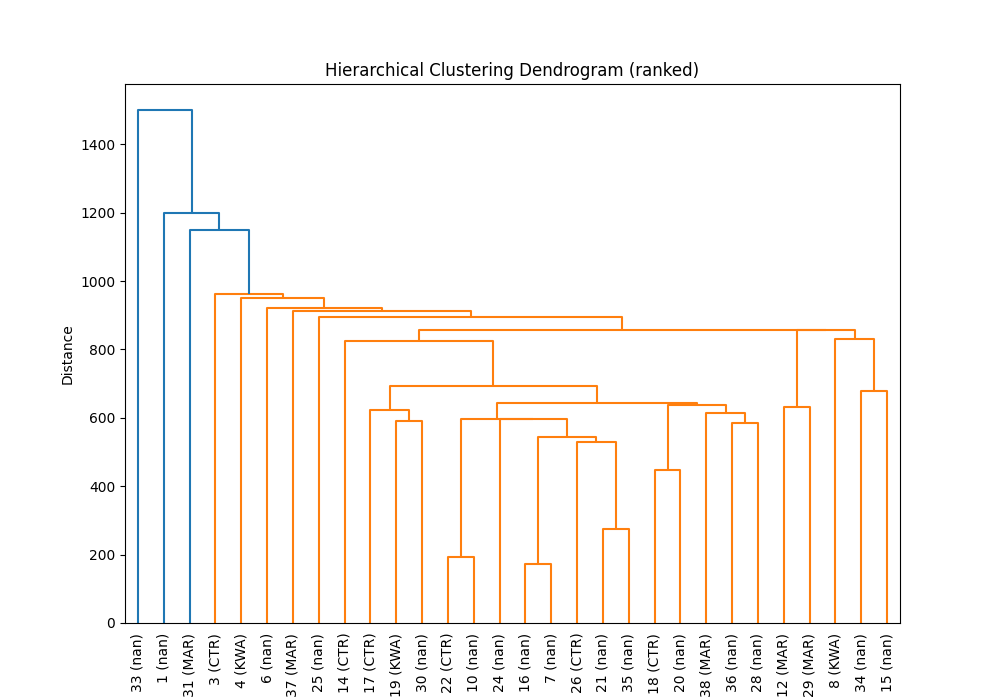 Hierarchical Clustering Dendrogram (ranked)
Distance
1400
1200
1000
800
600
400
200
0
33 (nan)
1 (nan)
31 (MAR)
3 (CTR)
4 (KWA)
6 (nan)
37 (MAR)
25 (nan)
14 (CTR)
17 (CTR)
19 (KWA)
30 (nan)
22 (CTR)
10 (nan)
24 (nan)
16 (nan)
7 (nan)
26 (CTR)
21 (nan)
35 (nan)
18 (CTR)
20 (nan)
38 (MAR)
36 (nan)
28 (nan)
12 (MAR)
29 (MAR)
8 (KWA)
34 (nan)
15 (nan)